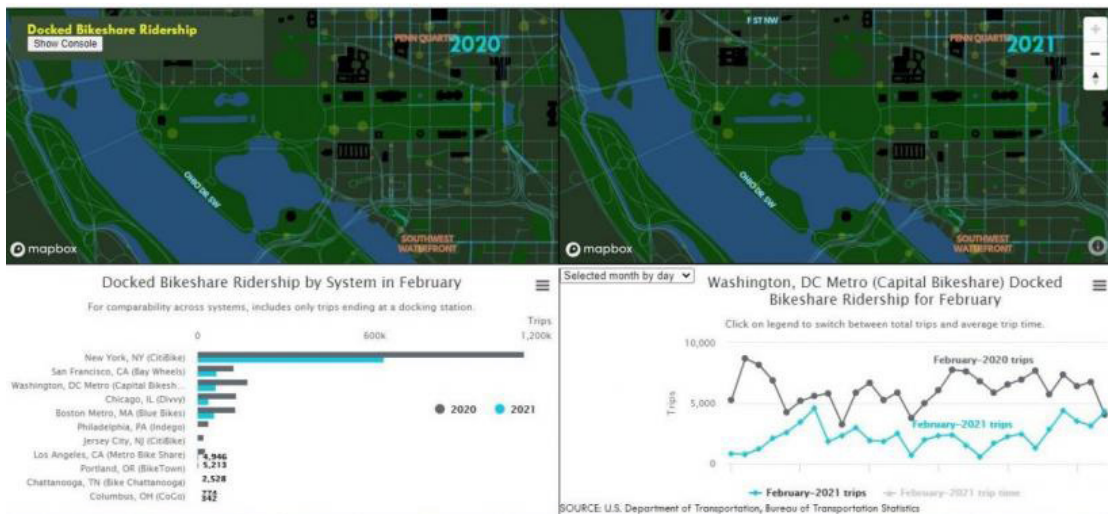 Docked Bikeshare Ridership
Show Console
PENN QUARTER
2020
OHIO DR SW
SOUTHWEST
WATERFRONT
mapbox
F ST NW
PENN QUARTER
2021
OHIO DR SW
SOUTHWEST
WATERFRONT
mapbox
Docked Bikeshare Ridership by System in February
For comparability across systems, includes only trips ending at a docking station.
Trips
0 600k 1,200k
New York, NY (CitiBike)
San Francisco, CA (Bay Wheels)
Washington, DC Metro (Capital Bikesh...
Chicago, IL (Divvy)
Boston Metro, MA (Blue Bikes)
Philadelphia, PA (Indego)
Jersey City, NJ (CitiBike)
Los Angeles, CA (Metro Bike Share)
4,946
Portland, OR (BikeTown)
5,213
Chattanooga, TN (Bike Chattanooga)
2,528
Columbus, OH (CoGo)
342
2020 2021
Selected month by day
Washington, DC Metro (Capital Bikeshare) Docked
Bikeshare Ridership for February
Click on legend to switch between total trips and average trip time.
10,000
5,000
0
Trips
February-2020 trips
February-2021 trips
February-2021 trips February-2021 trip time
SOURCE: U.S. Department of Transportation, Bureau of Transportation Statistics